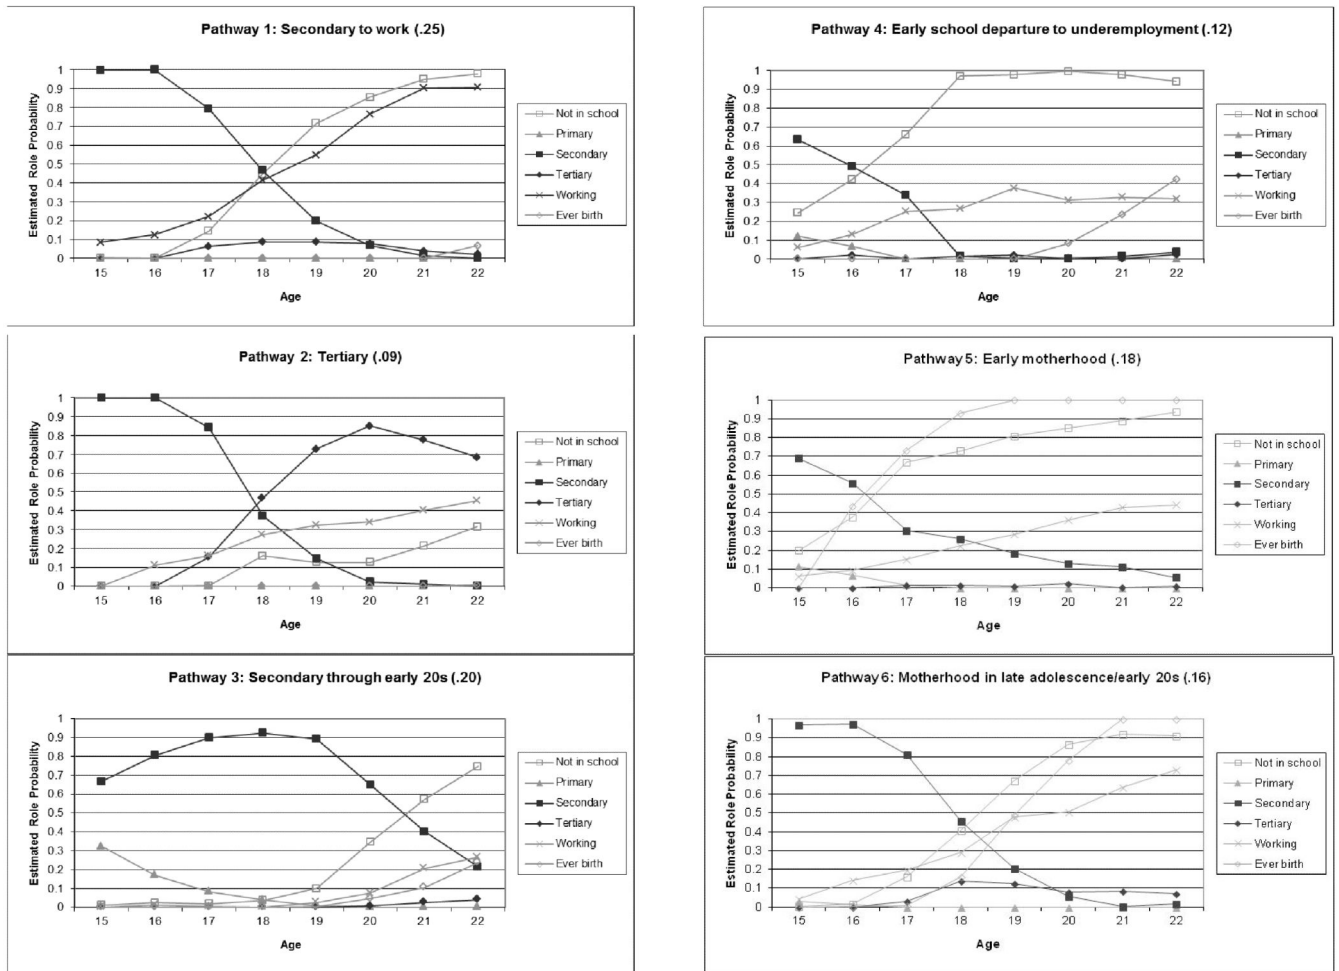 Pathway 1: Secondary to work (.25)
Estimated Role Probability
1
0.9
0.8
0.7
0.6
0.5
0.4
0.3
0.2
0.1
0
15 16 17 18 19 20 21 22
Age
Not in school
Primary
Secondary
Tertiary
Working
Ever birth
Pathway 2: Tertiary (.09)
Estimated Role Probability
1
0.9
0.8
0.7
0.6
0.5
0.4
0.3
0.2
0.1
0
15 16 17 18 19 20 21 22
Age
Not in school
Primary
Secondary
Tertiary
Working
Ever birth
Pathway 3: Secondary through early 20s (.20)
Estimated Role Probability
1
0.9
0.8
0.7
0.6
0.5
0.4
0.3
0.2
0.1
0
15 16 17 18 19 20 21 22
Age
Not in school
Primary
Secondary
Tertiary
Working
Ever birth
Pathway 4: Early school departure to underemployment (.12)
Estimated Role Probability
1
0.9
0.8
0.7
0.6
0.5
0.4
0.3
0.2
0.1
0
15 16 17 18 19 20 21 22
Age
Not in school
Primary
Secondary
Tertiary
Working
Ever birth
Pathway 5: Early motherhood (.18)
Estimated Role Probability
1
0.9
0.8
0.7
0.6
0.5
0.4
0.3
0.2
0.1
0
15 16 17 18 19 20 21 22
Age
Not in school
Primary
Secondary
Tertiary
Working
Ever birth
Pathway 6: Motherhood in late adolescence/early 20s (.16)
Estimated Role Probability
1
0.9
0.8
0.7
0.6
0.5
0.4
0.3
0.2
0.1
0
15 16 17 18 19 20 21 22
Age
Not in school
Primary
Secondary
Tertiary
Working
Ever birth